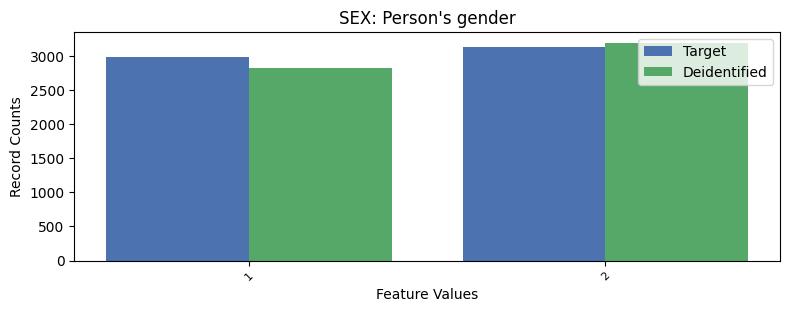 SEX: Person's gender
Target
Deidentified
Record Counts
3000
2500
2000
1500
1000
500
0
1
2
Feature Values